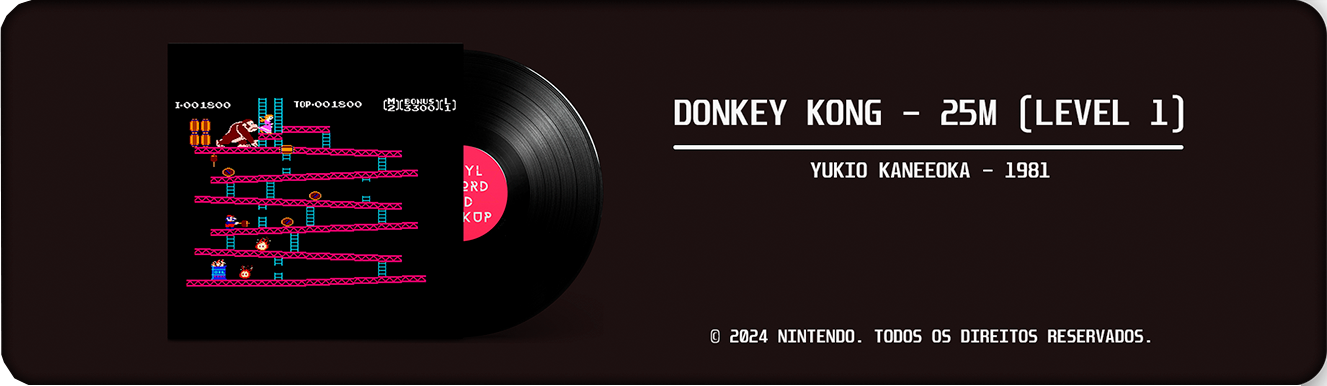 I-001800 TOP-001800 M BONUS L
2 3300 1
DONKEY KONG - 25M (LEVEL 1)
YUKIO KANEEOKA - 1981
YL
ORD
D
KUP
© 2024 NINTENDO. TODOS OS DIREITOS RESERVADOS.